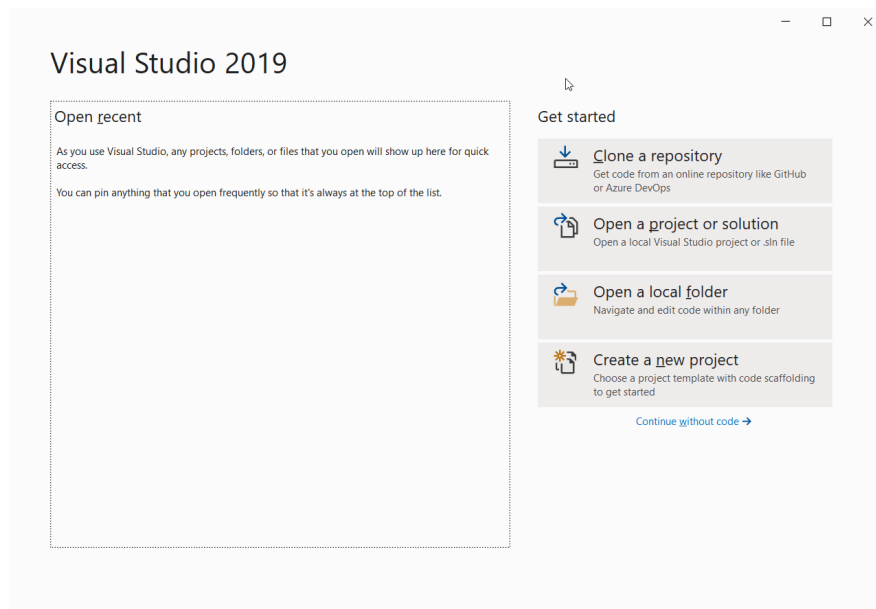 Visual Studio 2019
Open recent
As you use Visual Studio, any projects, folders, or files that you open will show up here for quick
access.
You can pin anything that you open frequently so that it's always at the top of the list.
Get started
Clone a repository
Get code from an online repository like GitHub
or Azure DevOps
Open a project or solution
Open a local Visual Studio project or .sln file
Open a local folder
Navigate and edit code within any folder
Create a new project
Choose a project template with code scaffolding
to get started
Continue without code →